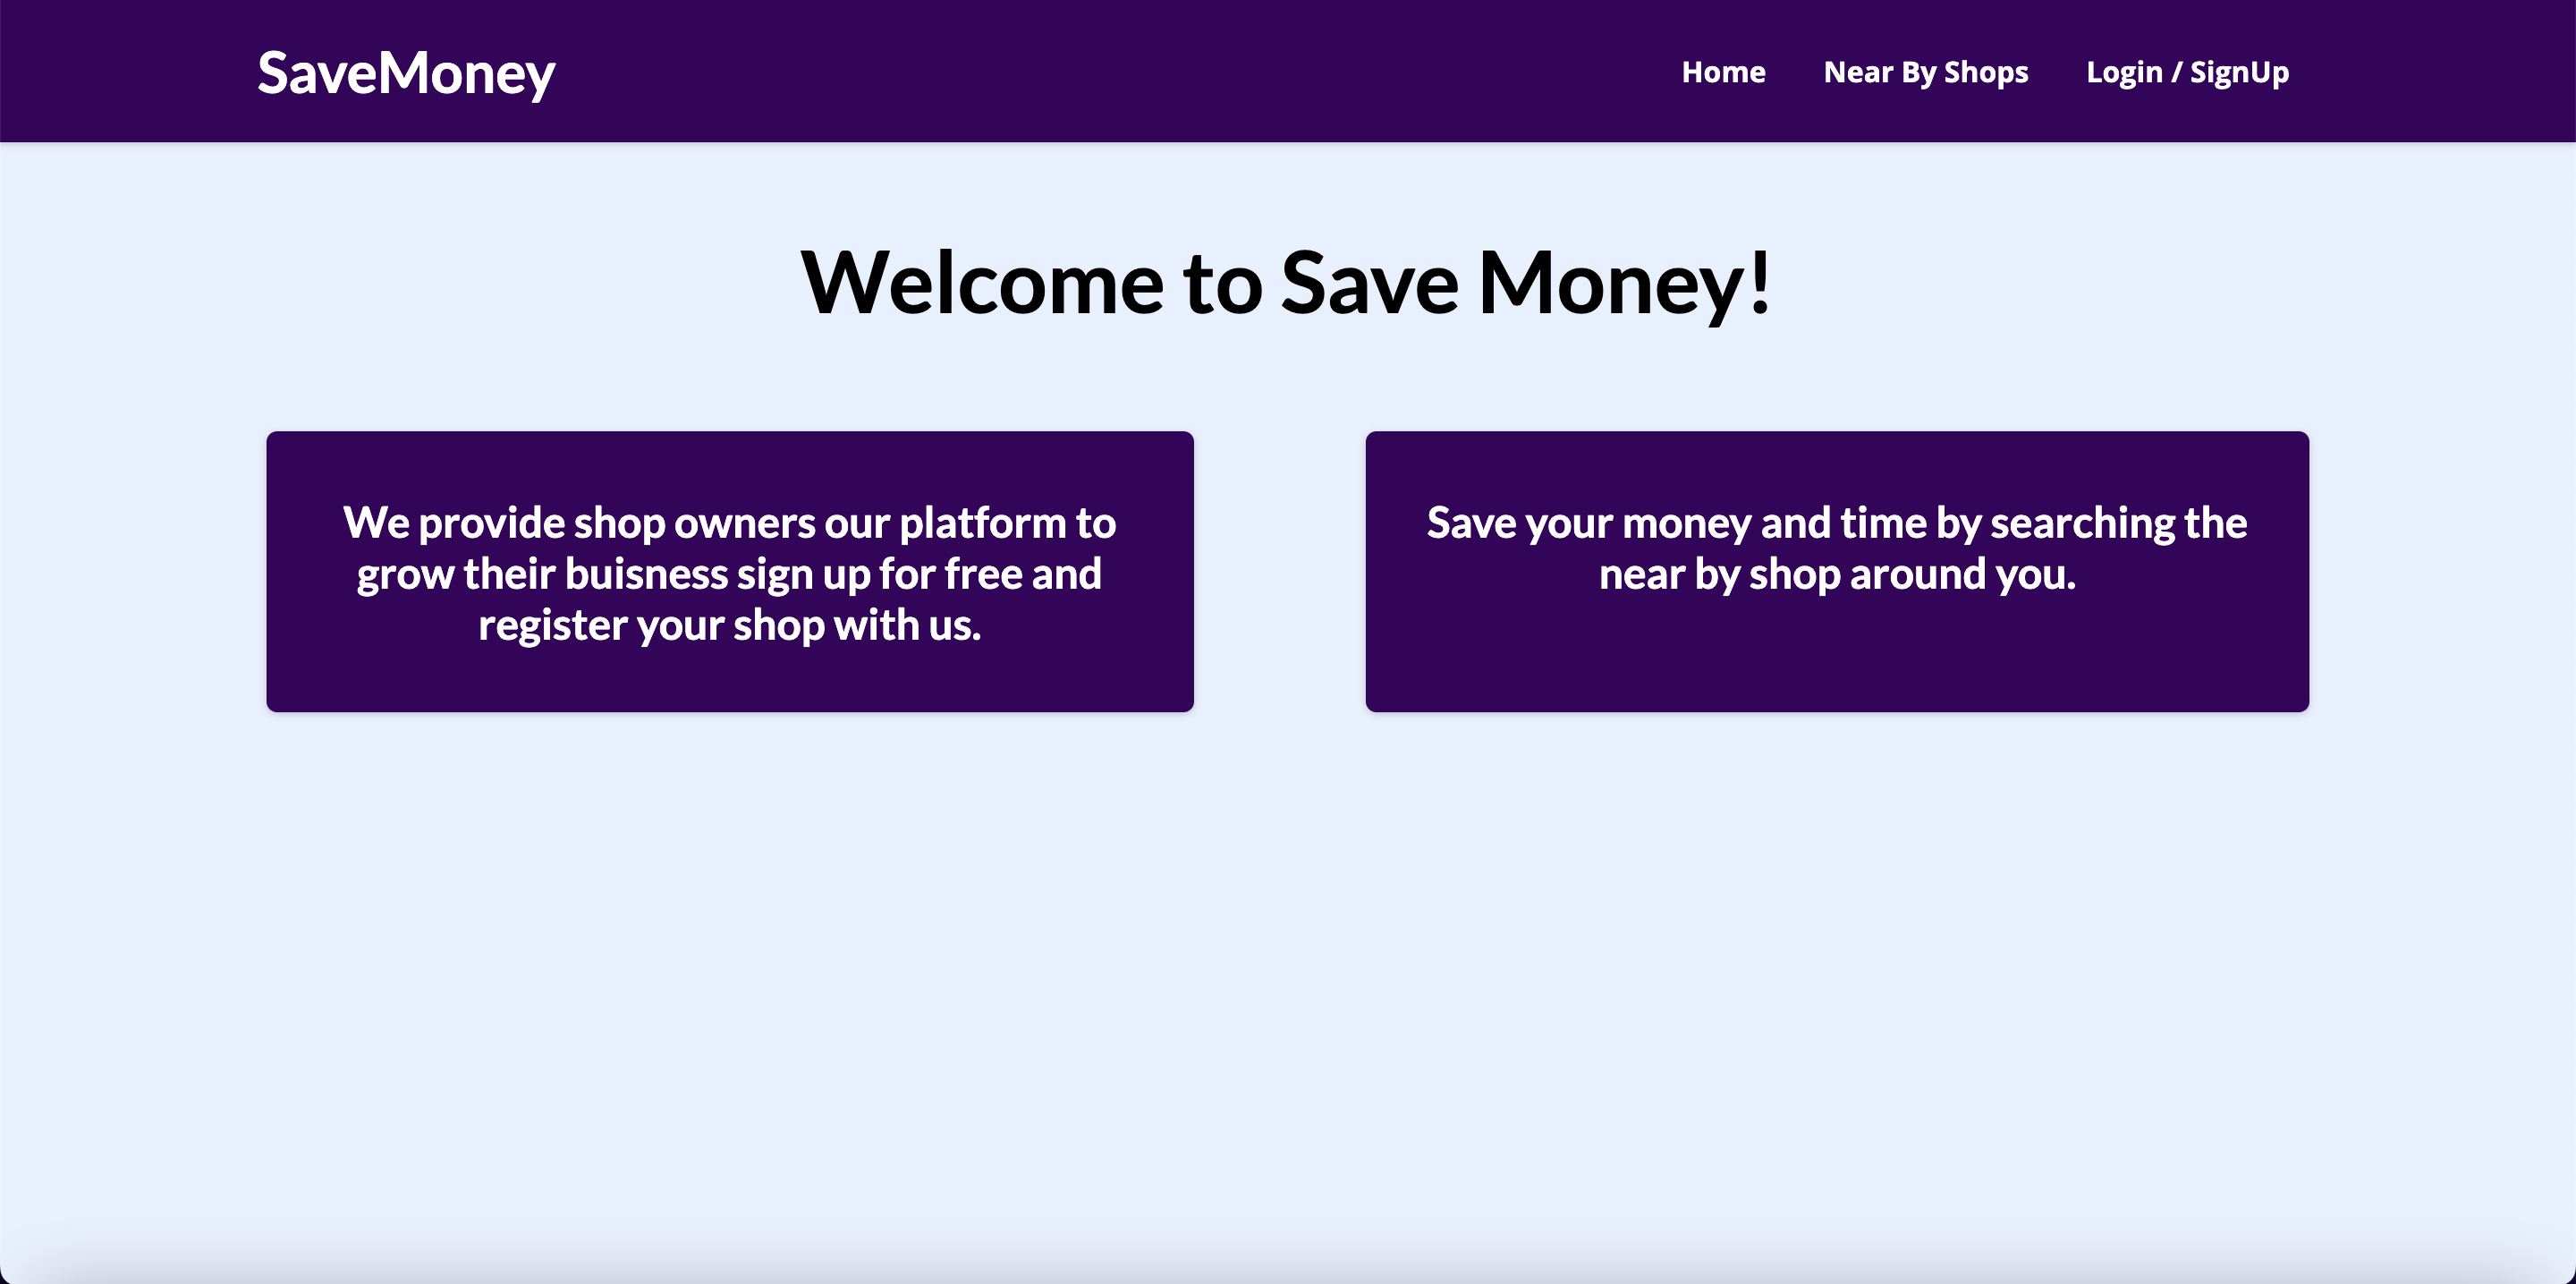 SaveMoney
Home Near By Shops Login / SignUp
Welcome to Save Money!
We provide shop owners our platform to
grow their buisness sign up for free and
register your shop with us.
Save your money and time by searching the
near by shop around you.